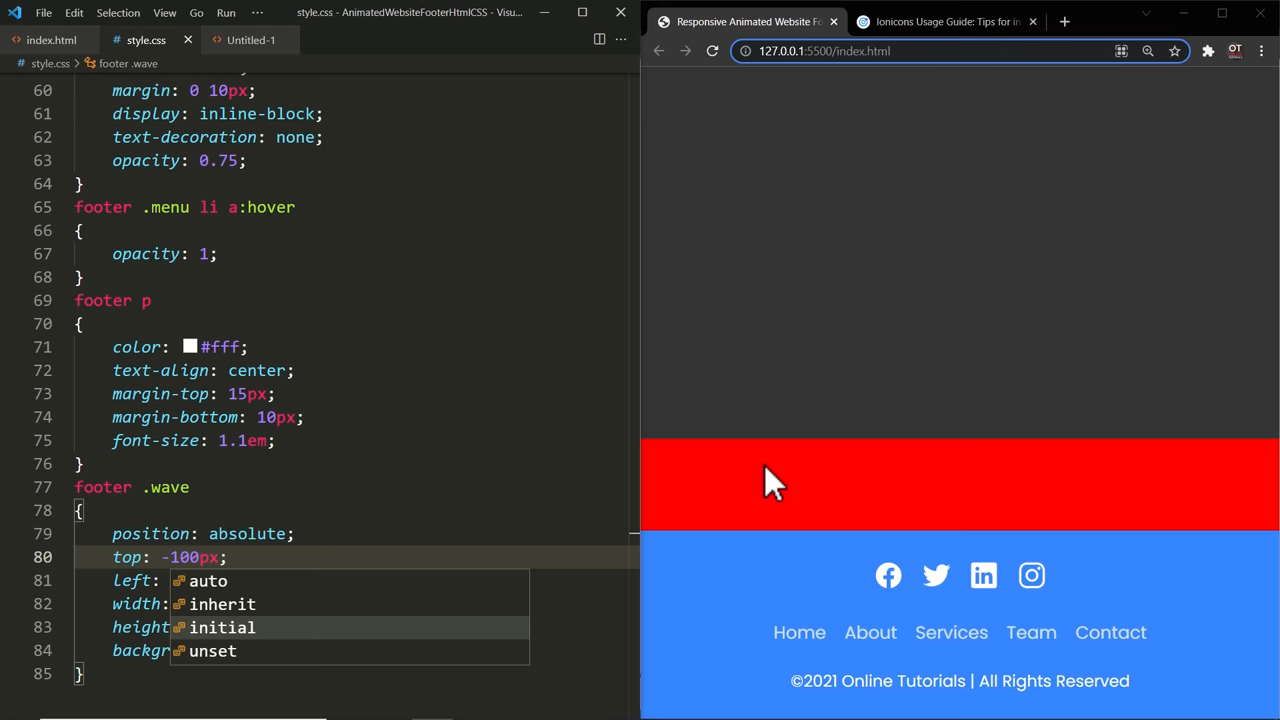 File Edit Selection View Go Run ··· style.css - AnimatedWebsiteFooterHtmlCSS - Visu...
index.html style.css Untitled-1
style.css > footer .wave
60 margin: 0 10px;
61 display: inline-block;
62 text-decoration: none;
63 opacity: 0.75;
64 }
65 footer .menu li a:hover
66 {
67 opacity: 1;
68 }
69 footer p
70 {
71 color: #fff;
72 text-align: center;
73 margin-top: 15px;
74 margin-bottom: 10px;
75 font-size: 1.1em;
76 }
77 footer .wave
78 {
79 position: absolute;
80 top: -100px;
81 left: auto
82 width: inherit
83 height initial
84 backgr unset
85 }
Responsive Animated Website Fo Ionicons Usage Guide: Tips for in
127.0.0.1:5500/index.html OT
Home About Services Team Contact
©2021 Online Tutorials | All Rights Reserved